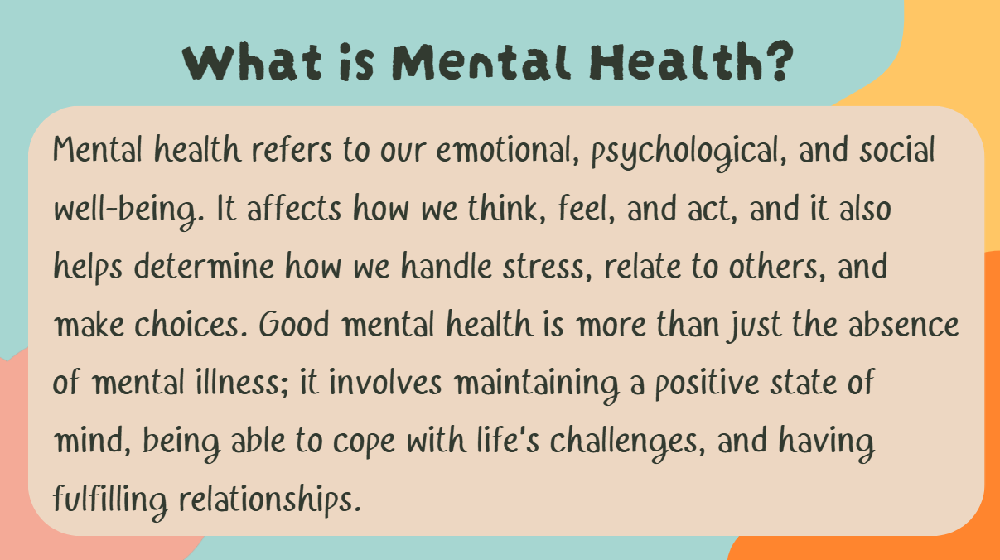 What is Mental Health?
Mental health refers to our emotional, psychological, and social
well-being. It affects how we think, feel, and act, and it also
helps determine how we handle stress, relate to others, and
make choices. Good mental health is more than just the absence
of mental illness; it involves maintaining a positive state of
mind, being able to cope with life's challenges, and having
fulfilling relationships.